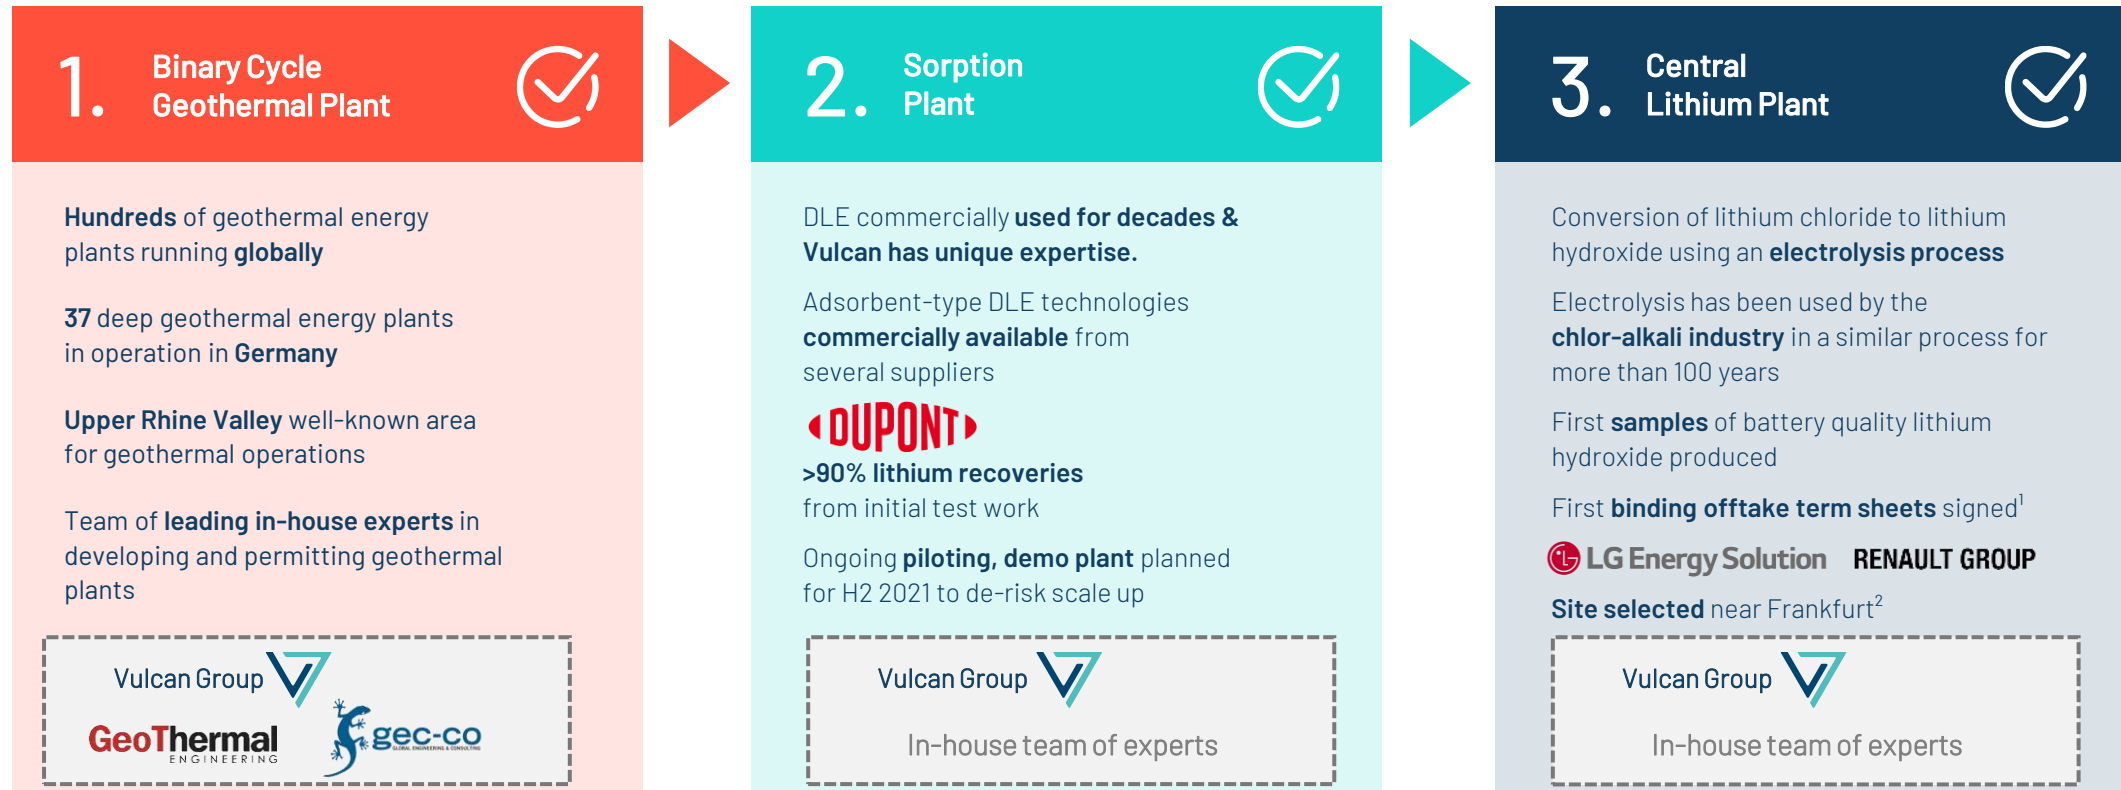 1.
Binary Cycle
Geothermal Plant
Hundreds of geothermal energy
plants running globally
37 deep geothermal energy plants
in operation in Germany
Upper Rhine Valley well-known area
for geothermal operations
Team of leading in-house experts in
developing and permitting geothermal
plants
Vulcan Group
GeoThermal
ENGINEERING
gec-co
GLOBAL ENGINEERING & CONSULTING
2.
Sorption
Plant
DLE commercially used for decades &
Vulcan has unique expertise.
Adsorbent-type DLE technologies
commercially available from
several suppliers
DUPONT
>90% lithium recoveries
from initial test work
Ongoing piloting, demo plant planned
for H2 2021 to de-risk scale up
Vulcan Group
In-house team of experts
3.
Central
Lithium Plant
Conversion of lithium chloride to lithium
hydroxide using an electrolysis process
Electrolysis has been used by the
chlor-alkali industry in a similar process for
more than 100 years
First samples of battery quality lithium
hydroxide produced
First binding offtake term sheets signed¹
LG Energy Solution RENAULT GROUP
Site selected near Frankfurt²
Vulcan Group
In-house team of experts